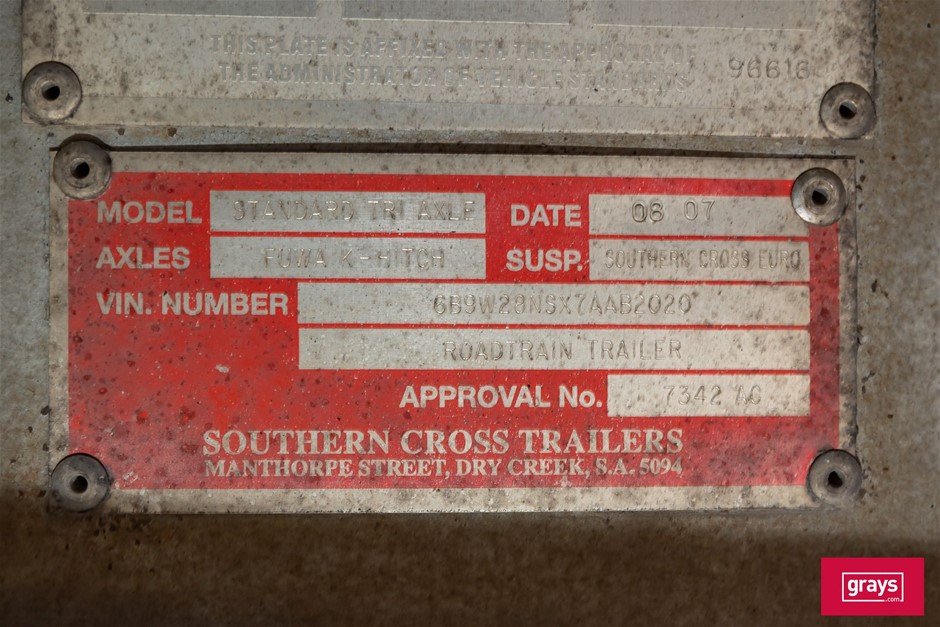 THIS PLATE IS AFFIXED WITH THE APPROVAL OF
THE ADMINISTRATOR OF VEHICLE STANDARDS
96616
MODEL STANDARD TRI AXLE DATE 08 07
AXLES FUWA K-HITCH SUSP. SOUTHERN CROSS EURO
VIN. NUMBER 6B9W28NSX7AAB2020
ROADTRAIN TRAILER
APPROVAL No. 7342 AC
SOUTHERN CROSS TRAILERS
MANTHORPE STREET, DRY CREEK, S.A. 5094
grays
.com